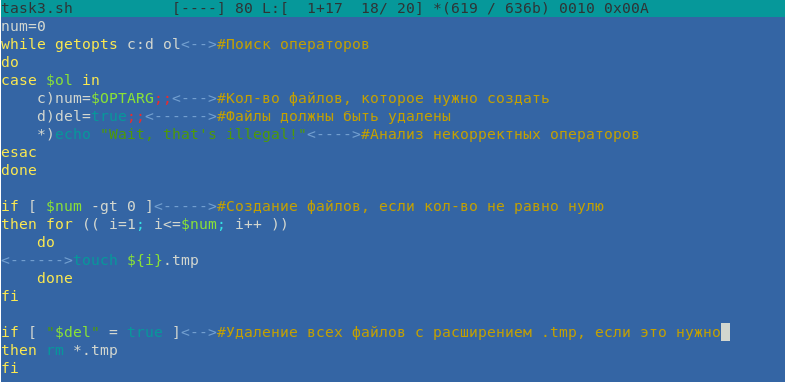 task3.sh [----] 80 L:[ 1+17 18/ 20] *(619 / 636b) 0010 0x00A
num=0
while getopts c:d ol<-->#Поиск операторов
do
case $ol in
c)num=$OPTARG;;<--->#Кол-во файлов, которое нужно создать
d)del=true;;<------>#Файлы должны быть удалены
*)echo "Wait, that's illegal!"<---->#Анализ некорректных операторов
esac
done
if [ $num -gt 0 ]<----->#Создание файлов, если кол-во не равно нулю
then for (( i=1; i<=$num; i++ ))
do
<------>touch ${i}.tmp
done
fi
if [ "$del" = true ]<-->#Удаление всех файлов с расширением .tmp, если это нужно
then rm *.tmp
fi